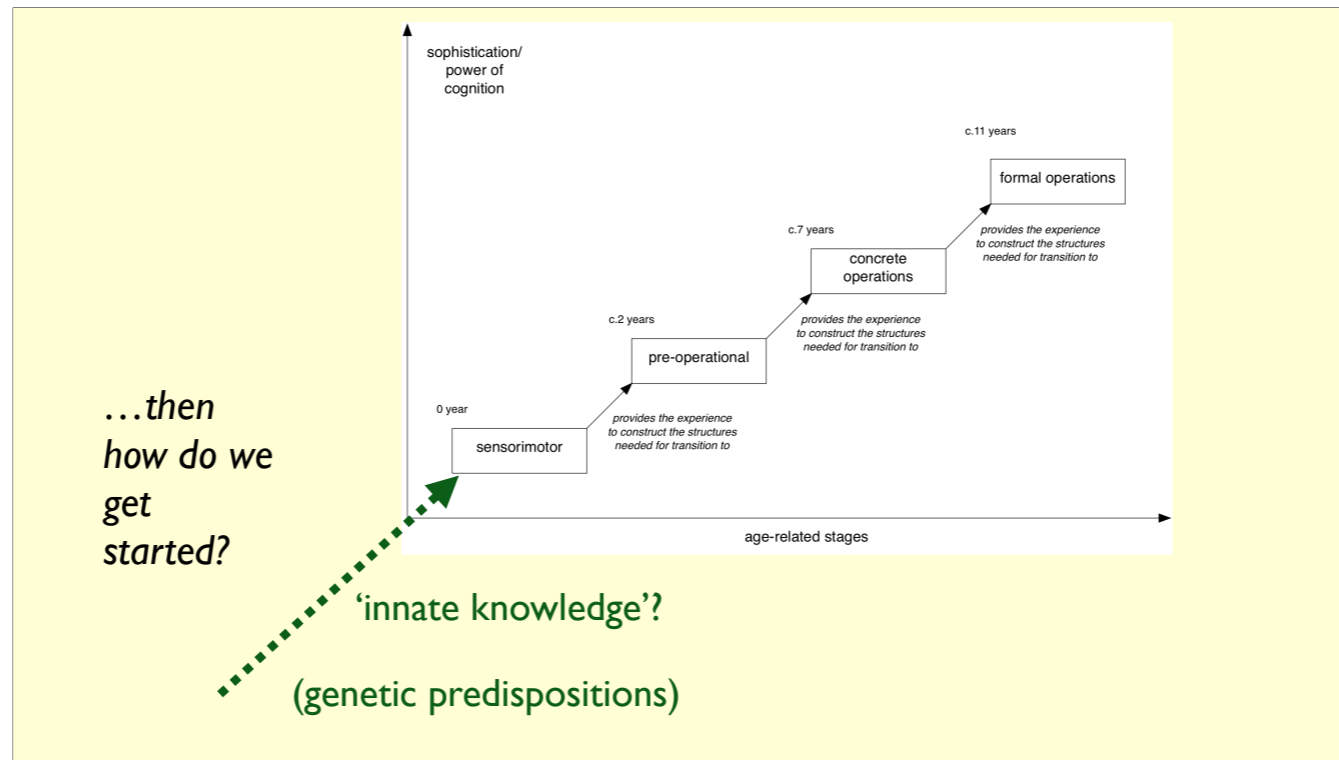 sophistication/
power of
cognition
c.11 years
formal operations
provides the experience
to construct the structures
needed for transition to
c.7 years
concrete
operations
provides the experience
to construct the structures
needed for transition to
c.2 years
pre-operational
provides the experience
to construct the structures
needed for transition to
0 year
sensorimotor
age-related stages
…then
how do we
get
started?
‘innate knowledge’?
(genetic predispositions)